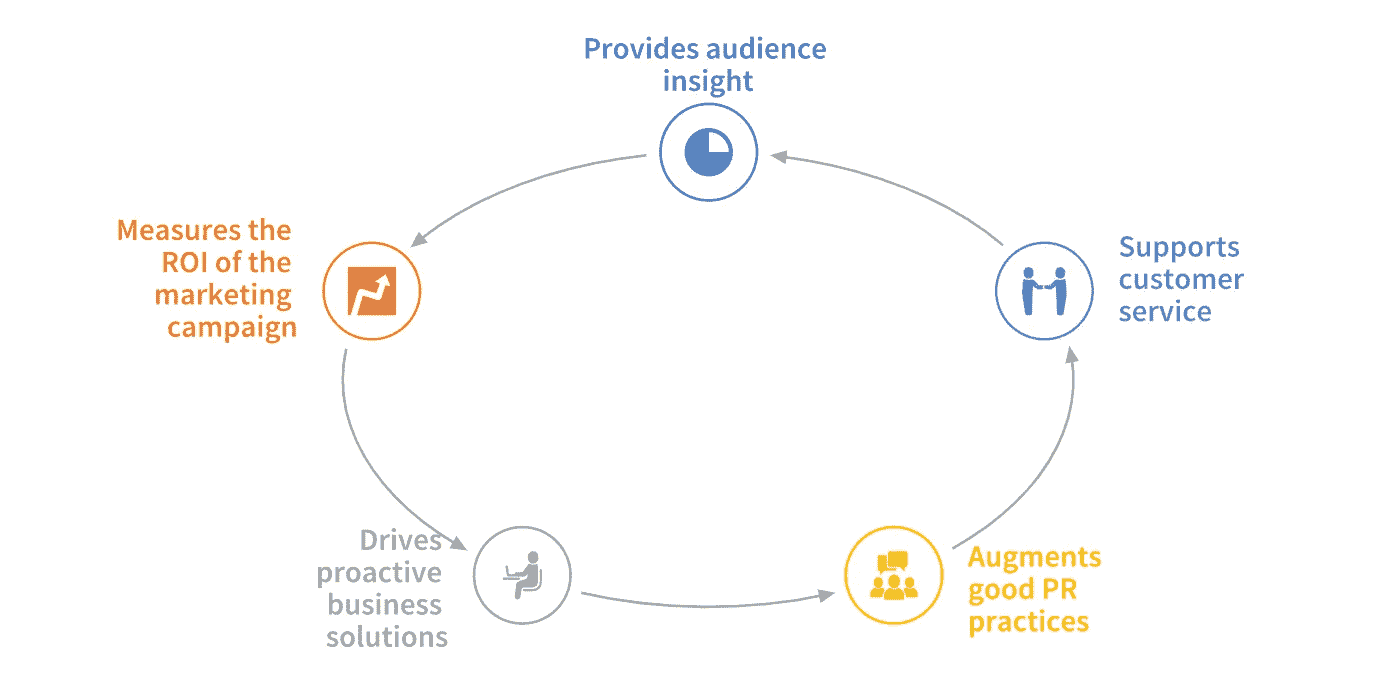 Provides audience
insight
Measures the
ROI of the
marketing
campaign
Supports
customer
service
Drives
proactive
business
solutions
Augments
good PR
practices